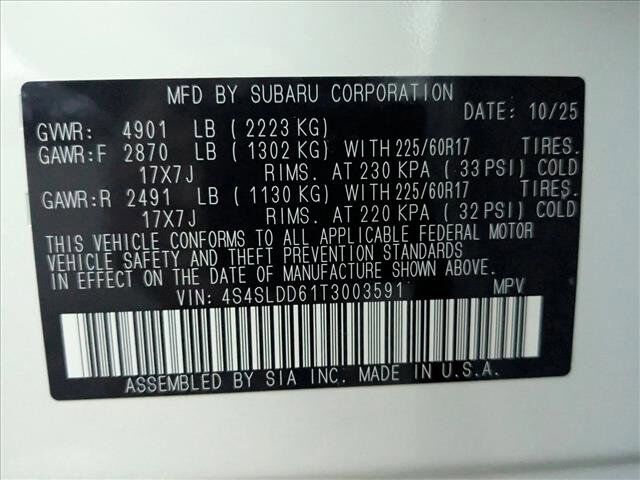 MFD BY SUBARU CORPORATION
DATE: 10/25
GVWR: 4901 LB (2223 KG)
GAWR:F 2870 LB (1302 KG) WITH 225/60R17 TIRES.
17X7J RIMS. AT 230 KPA (33 PSI) COLD
GAWR:R 2491 LB (1130 KG) WITH 225/60R17 TIRES.
17X7J RIMS. AT 220 KPA (32 PSI) COLD
THIS VEHICLE CONFORMS TO ALL APPLICABLE FEDERAL MOTOR
VEHICLE SAFETY AND THEFT PREVENTION STANDARDS
IN EFFECT ON THE DATE OF MANUFACTURE SHOWN ABOVE.
VIN: 4S4SLDD61T3003591 MPV
ASSEMBLED BY SIA INC. MADE IN U.S.A.